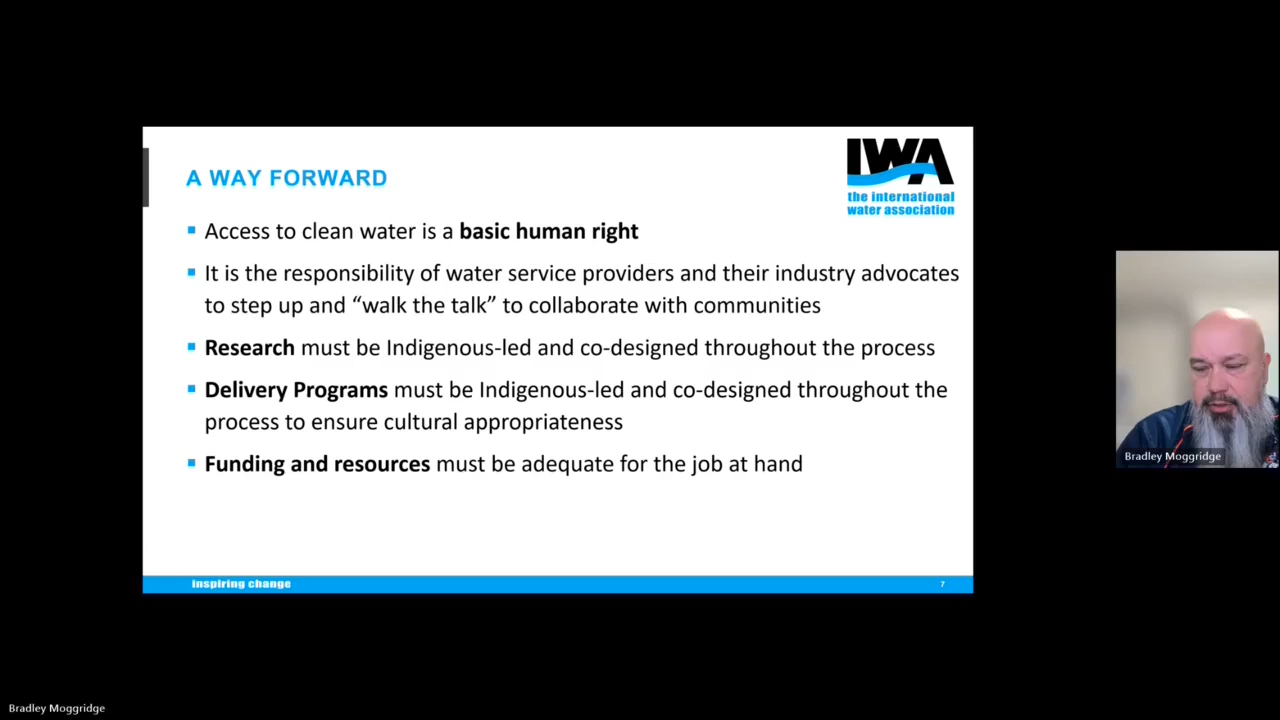 A WAY FORWARD
IWA
the international
water association
▪ Access to clean water is a basic human right
▪ It is the responsibility of water service providers and their industry advocates
to step up and “walk the talk” to collaborate with communities
▪ Research must be Indigenous-led and co-designed throughout the process
▪ Delivery Programs must be Indigenous-led and co-designed throughout the
process to ensure cultural appropriateness
▪ Funding and resources must be adequate for the job at hand
inspiring change
7
Bradley Moggridge
Bradley Moggridge